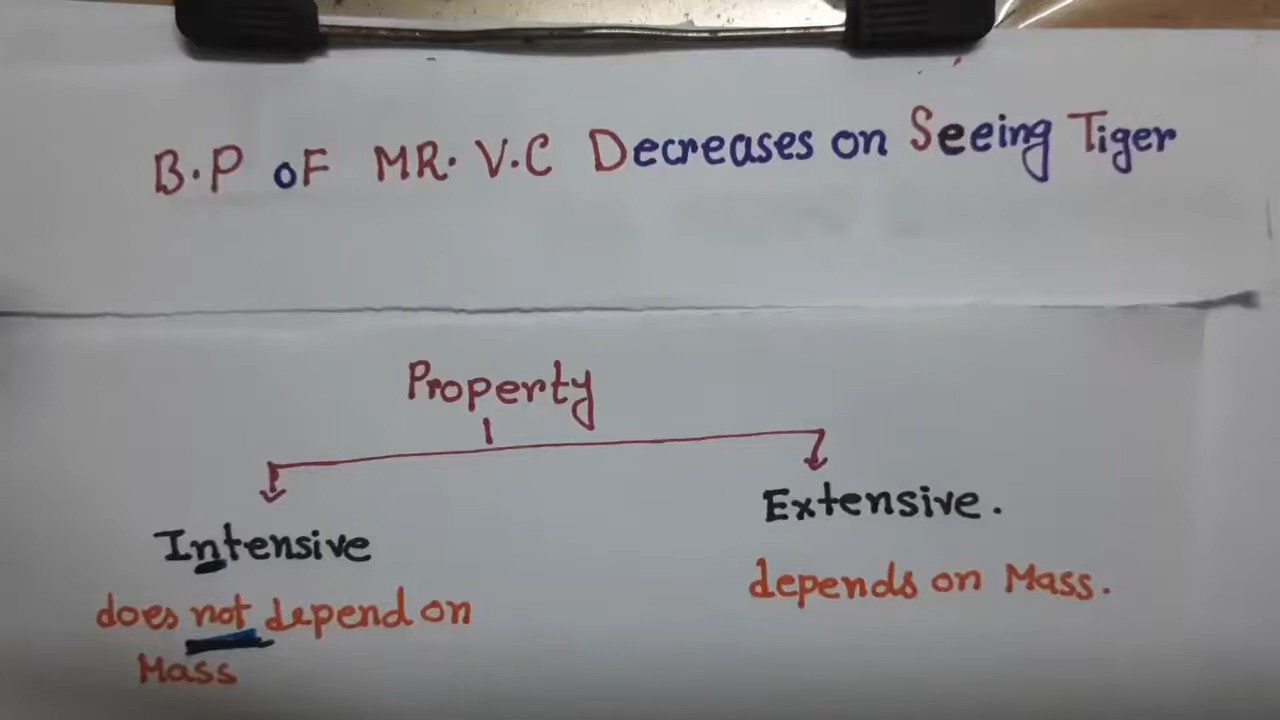 B.P oF MR. V.C Decreases on Seeing Tiger
Property
Intensive
Extensive.
does not depend on
Mass
depends on Mass.